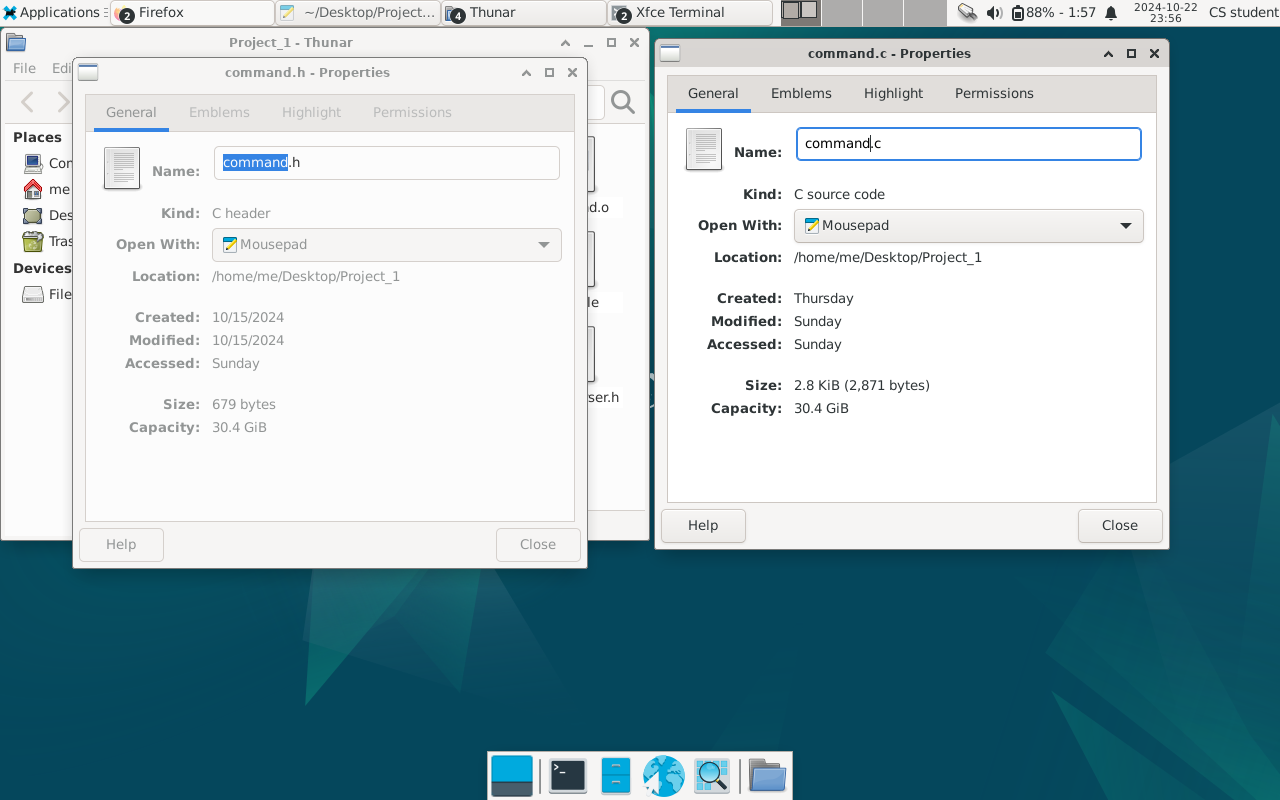 Applications
2 Firefox
~/Desktop/Project...
4 Thunar
2 Xfce Terminal
88% - 1:57
2024-10-22
23:56
CS student
Project_1 - Thunar
File Edi
Places
Con
me
Des
Tras
Devices
File
d.o
le
ser.h
command.h - Properties
General Emblems Highlight Permissions
Name: command.h
Kind: C header
Open With: Mousepad
Location: /home/me/Desktop/Project_1
Created: 10/15/2024
Modified: 10/15/2024
Accessed: Sunday
Size: 679 bytes
Capacity: 30.4 GiB
Help Close
command.c - Properties
General Emblems Highlight Permissions
Name: command.c
Kind: C source code
Open With: Mousepad
Location: /home/me/Desktop/Project_1
Created: Thursday
Modified: Sunday
Accessed: Sunday
Size: 2.8 KiB (2,871 bytes)
Capacity: 30.4 GiB
Help Close